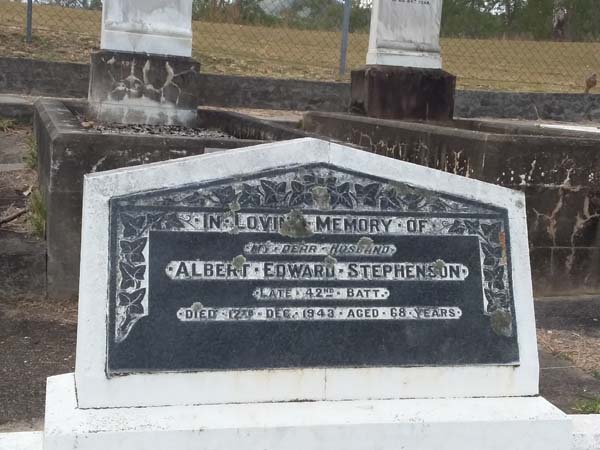 IN · LOVING · MEMORY · OF
MY · DEAR · HUSBAND
· ALBERT · EDWARD · STEPHENSON ·
· LATE · 42ND · BATT. ·
· DIED · 12TH · DEC. · 1943 · AGED · 68 · YEARS ·